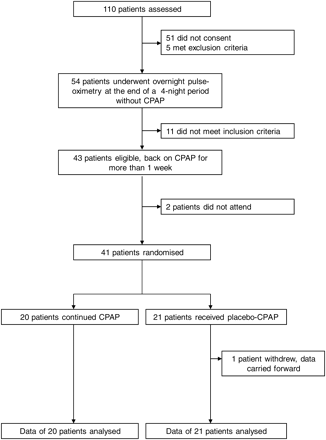 110 patients assessed
51 did not consent
5 met exclusion criteria
54 patients underwent overnight pulse-
oximetry at the end of a 4-night period
without CPAP
11 did not meet inclusion criteria
43 patients eligible, back on CPAP for
more than 1 week
2 patients did not attend
41 patients randomised
20 patients continued CPAP
21 patients received placebo-CPAP
1 patient withdrew, data
carried forward
Data of 20 patients analysed
Data of 21 patients analysed